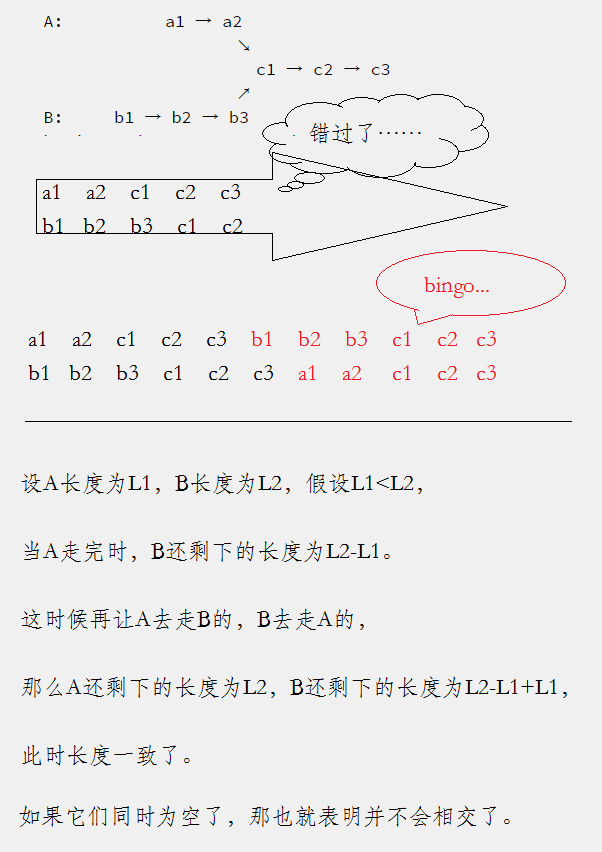 A: a1 → a2
↘
c1 → c2 → c3
↗
B: b1 → b2 → b3
错过了……
a1 a2 c1 c2 c3
b1 b2 b3 c1 c2
bingo...
a1 a2 c1 c2 c3 b1 b2 b3 c1 c2 c3
b1 b2 b3 c1 c2 c3 a1 a2 c1 c2 c3
设A长度为L1，B长度为L2，假设L1<L2，
当A走完时，B还剩下的长度为L2-L1。
这时候再让A去走B的，B去走A的，
那么A还剩下的长度为L2，B还剩下的长度为L2-L1+L1，
此时长度一致了。
如果它们同时为空了，那也就表明并不会相交了。